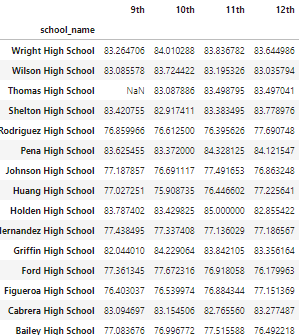 9th 10th 11th 12th
school_name
Wright High School 83.264706 84.010288 83.836782 83.644986
Wilson High School 83.085578 83.724422 83.195326 83.035794
Thomas High School NaN 83.087886 83.498795 83.497041
Shelton High School 83.420755 82.917411 83.383495 83.778976
Rodriguez High School 76.859966 76.612500 76.395626 77.690748
Pena High School 83.625455 83.372000 84.328125 84.121547
Johnson High School 77.187857 76.691117 77.491653 76.863248
Huang High School 77.027251 75.908735 76.446602 77.225641
Holden High School 83.787402 83.429825 85.000000 82.855422
Hernandez High School 77.438495 77.337408 77.136029 77.186567
Griffin High School 82.044010 84.229064 83.842105 83.356164
Ford High School 77.361345 77.672316 76.918058 76.179963
Figueroa High School 76.403037 76.539974 76.884344 77.151369
Cabrera High School 83.094697 83.154506 82.765560 83.277487
Bailey High School 77.083676 76.996772 77.515588 76.492218